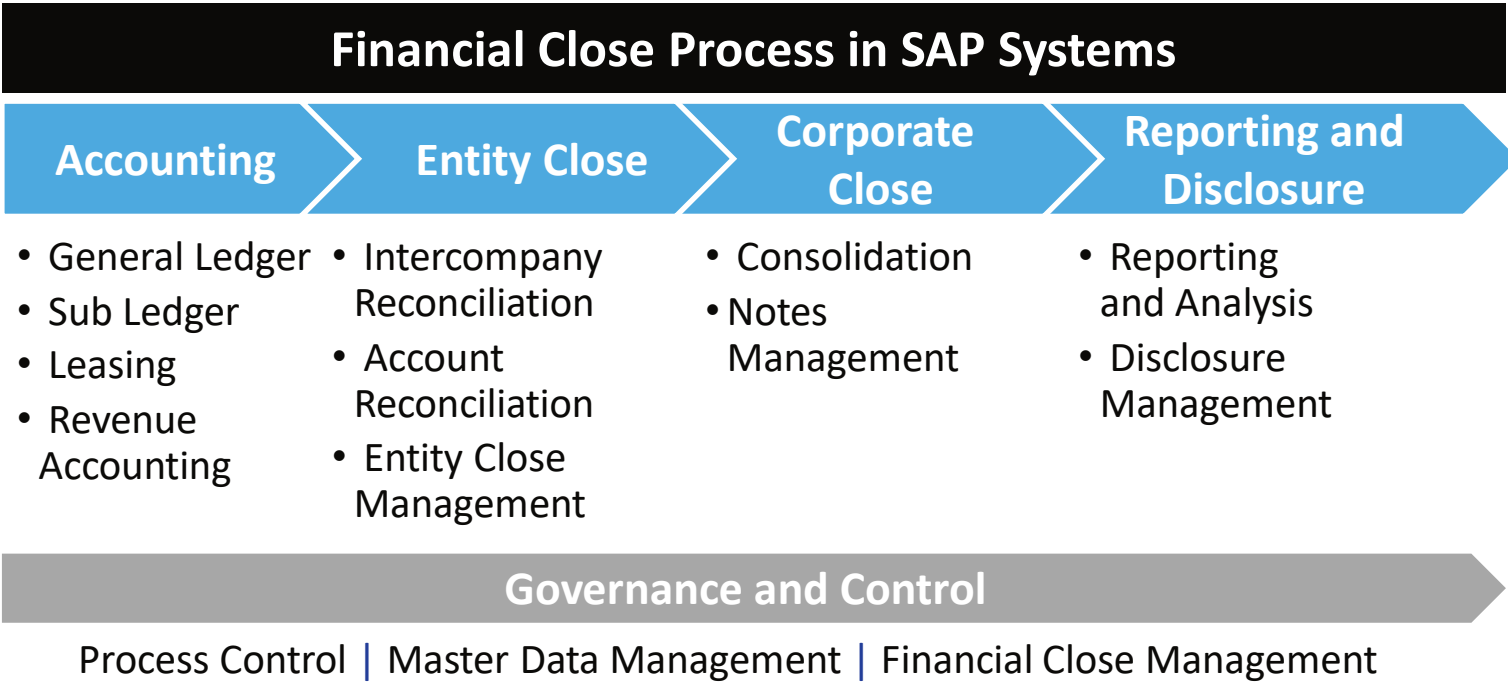 Financial Close Process in SAP Systems
Accounting
Entity Close
Corporate
Close
Reporting and
Disclosure
• General Ledger
• Sub Ledger
• Leasing
• Revenue
Accounting
• Intercompany
Reconciliation
• Account
Reconciliation
• Entity Close
Management
• Consolidation
• Notes
Management
• Reporting
and Analysis
• Disclosure
Management
Governance and Control
Process Control | Master Data Management | Financial Close Management